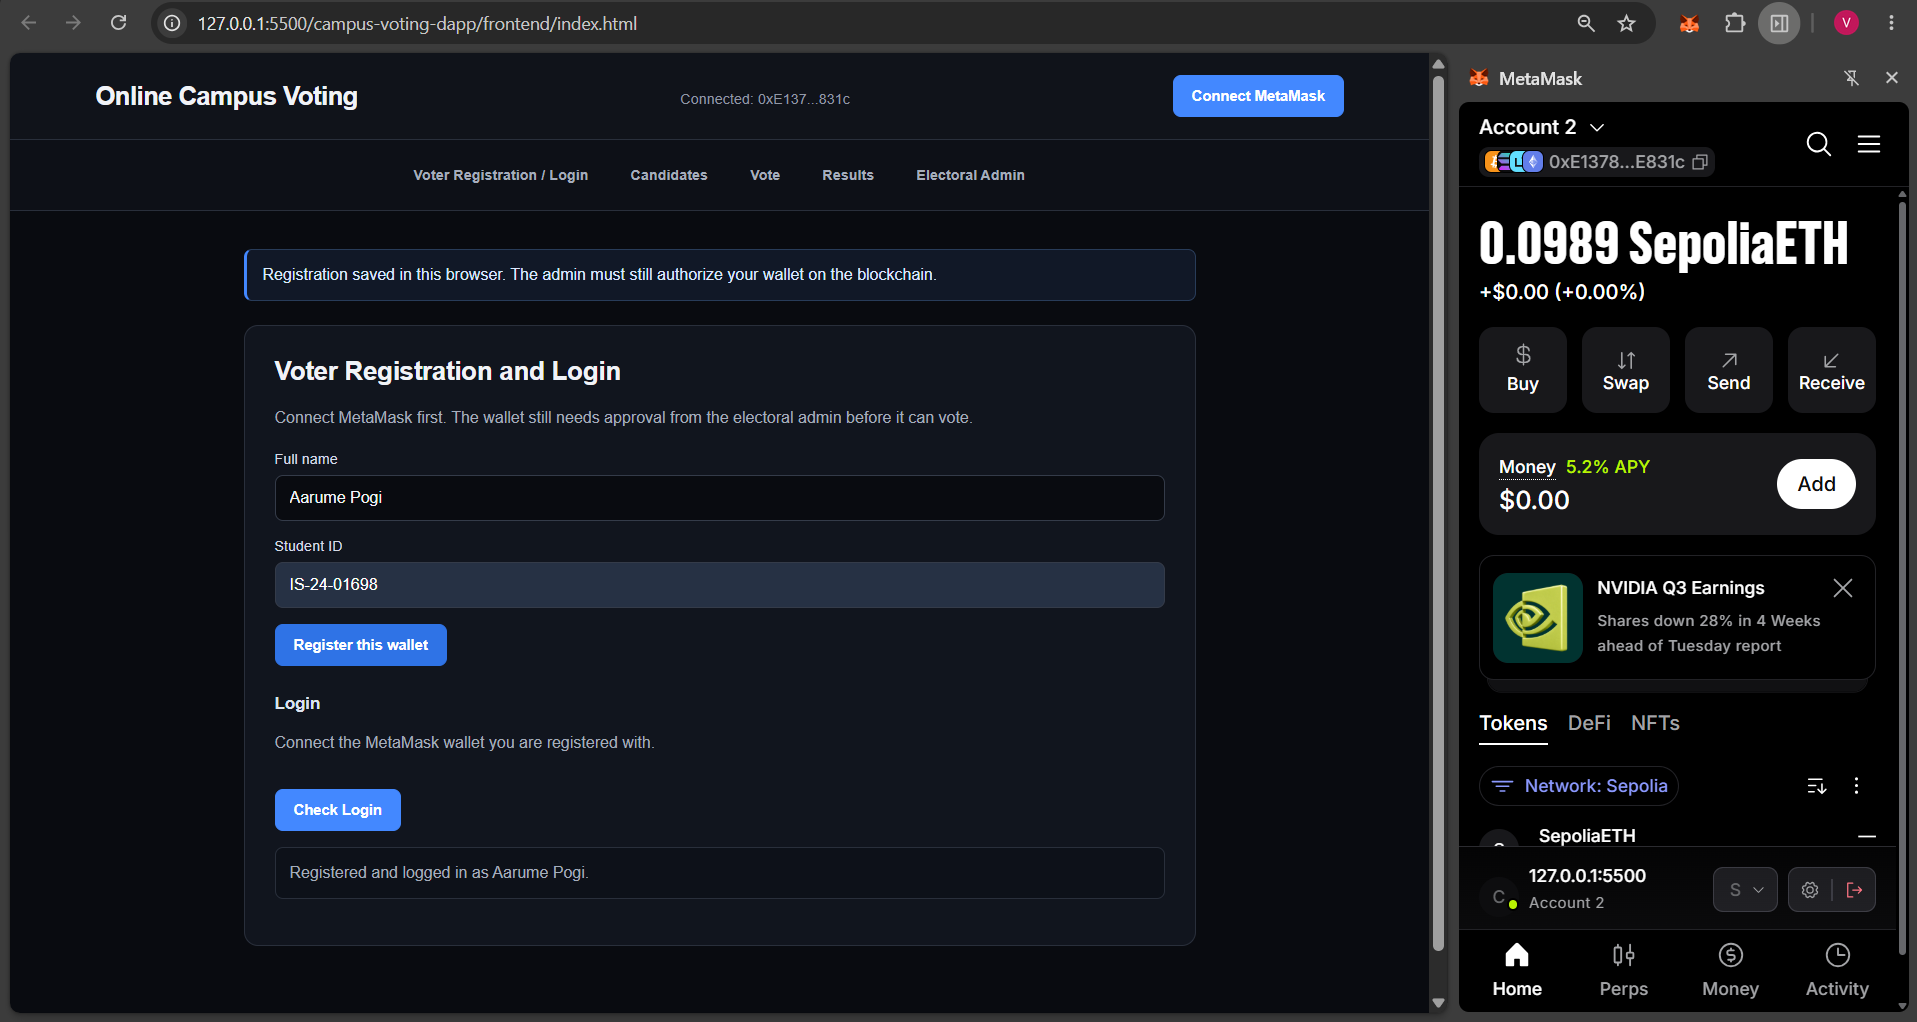 127.0.0.1:5500/campus-voting-dapp/frontend/index.html
V
Online Campus Voting
Connected: 0xE137...831c
Connect MetaMask
Voter Registration / Login
Candidates
Vote
Results
Electoral Admin
Registration saved in this browser. The admin must still authorize your wallet on the blockchain.
Voter Registration and Login
Connect MetaMask first. The wallet still needs approval from the electoral admin before it can vote.
Full name
Aarume Pogi
Student ID
IS-24-01698
Register this wallet
Login
Connect the MetaMask wallet you are registered with.
Check Login
Registered and logged in as Aarume Pogi.
MetaMask
Account 2
0xE1378...E831c
0.0989 SepoliaETH
+$0.00 (+0.00%)
Buy
Swap
Send
Receive
Money 5.2% APY
$0.00
Add
NVIDIA Q3 Earnings
Shares down 28% in 4 Weeks
ahead of Tuesday report
Tokens
DeFi
NFTs
Network: Sepolia
SepoliaETH
C
127.0.0.1:5500
Account 2
S
Home
Perps
Money
Activity